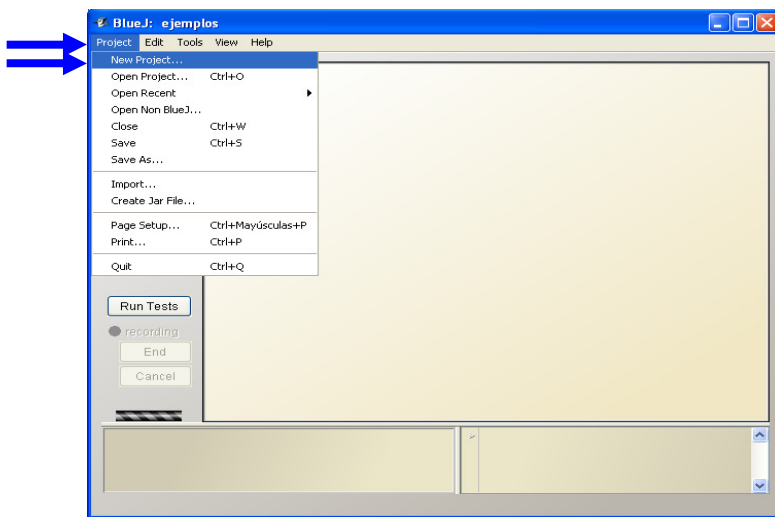 BlueJ: ejemplos
Project Edit Tools View Help
New Project...
Open Project... Ctrl+O
Open Recent
Open Non BlueJ...
Close Ctrl+W
Save Ctrl+S
Save As...
Import...
Create Jar File...
Page Setup... Ctrl+Mayúsculas+P
Print... Ctrl+P
Quit Ctrl+Q
Run Tests
recording
End
Cancel